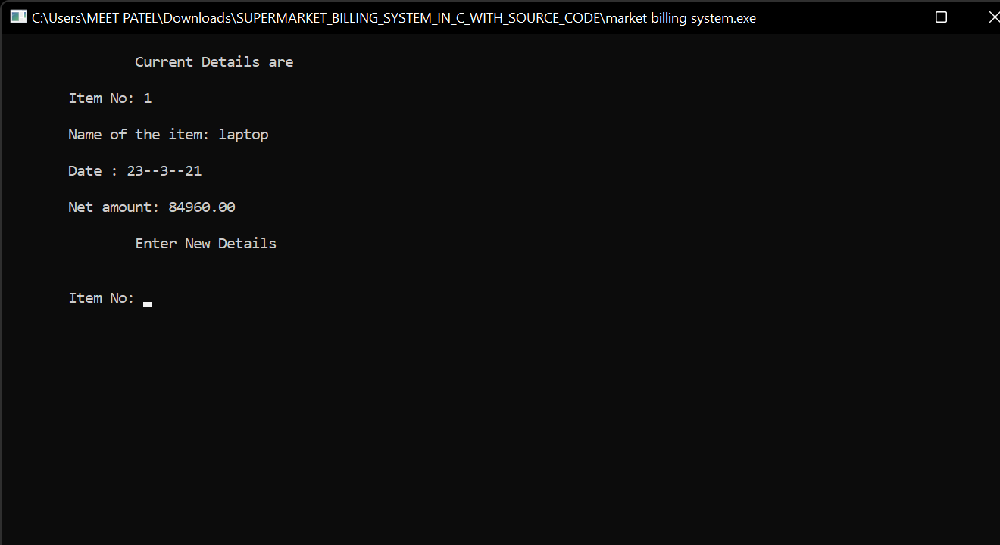 C:\Users\MEET PATEL\Downloads\SUPERMARKET_BILLING_SYSTEM_IN_C_WITH_SOURCE_CODE\market billing system.exe
Current Details are
Item No: 1
Name of the item: laptop
Date : 23--3--21
Net amount: 84960.00
Enter New Details
Item No: